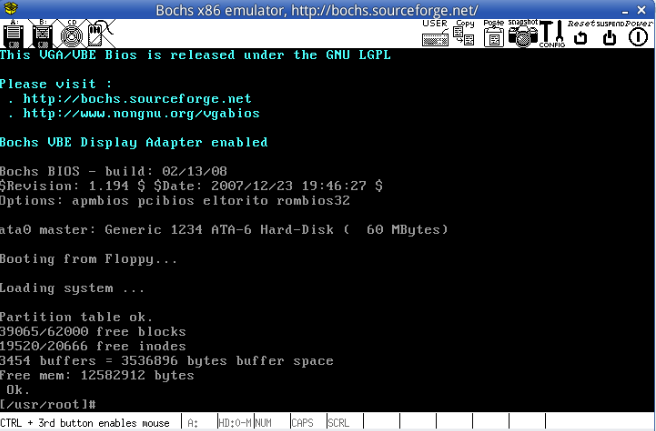 Bochs x86 emulator, http://bochs.sourceforge.net/
A: B: CD USER Copy Paste snapshot CONFIG Reset SUSPEND Power
This VGA/VBE Bios is released under the GNU LGPL
Please visit :
. http://bochs.sourceforge.net
. http://www.nongnu.org/vgabios
Bochs VBE Display Adapter enabled
Bochs BIOS - build: 02/13/08
$Revision: 1.194 $ $Date: 2007/12/23 19:46:27 $
Options: apmbios pcibios eltorito rombios32
ata0 master: Generic 1234 ATA-6 Hard-Disk (  60 MBytes)
Booting from Floppy...
Loading system ...
Partition table ok.
39065/62000 free blocks
19520/20666 free inodes
3454 buffers = 3536896 bytes buffer space
Free mem: 12582912 bytes
Ok.
[/usr/root]#
CTRL + 3rd button enables mouse A: HD:0-M NUM CAPS SCRL